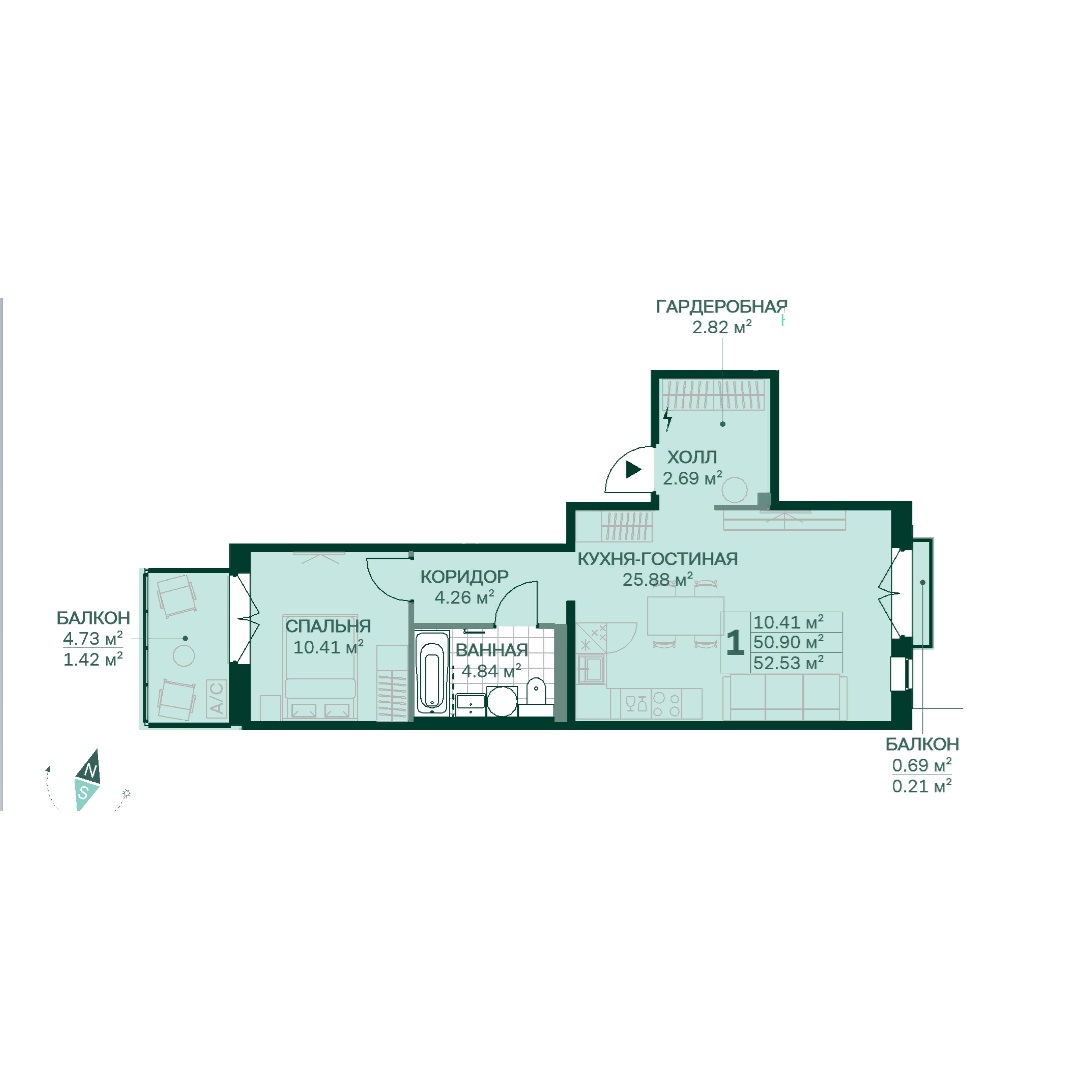 ГАРДЕРОБНАЯ
2.82 м²
ХОЛЛ
2.69 м²
КУХНЯ-ГОСТИНАЯ
25.88 м²
КОРИДОР
4.26 м²
БАЛКОН
4.73 м²
1.42 м²
СПАЛЬНЯ
10.41 м²
ВАННАЯ
4.84 м²
1
10.41 м²
50.90 м²
52.53 м²
A/C
БАЛКОН
0.69 м²
0.21 м²
N
S